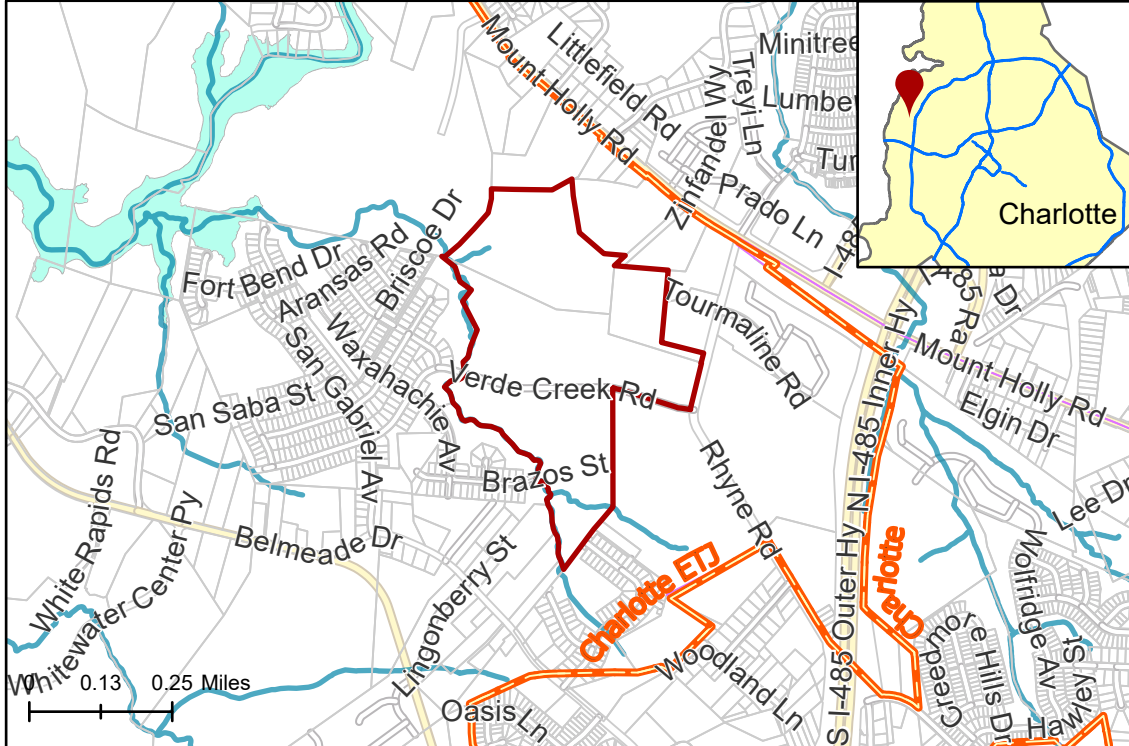 Mount Holly Rd
Littlefield Rd
Minitree
Treyi Ln
Zinfandel Wy
Prado Ln
Charlotte
Fort Bend Dr
Aransas Rd
Briscoe Dr
Tourmaline Rd
Waxahachie Av
San Gabriel Av
San Saba St
Verde Creek Rd
Brazos St
Mount Holly Rd
Elgin Dr
N I-485 Inner Hy
S I-485 Outer Hy
Rhyne Rd
Lee Dr
White Rapids Rd
Whitewater Center Py
Belmeade Dr
Lingonberry St
Charlotte ETJ
Charlotte
Wolfridge Av
Creedmore Hills Dr
Hawley St
Woodland Ln
Oasis Ln
0 0.13 0.25 Miles